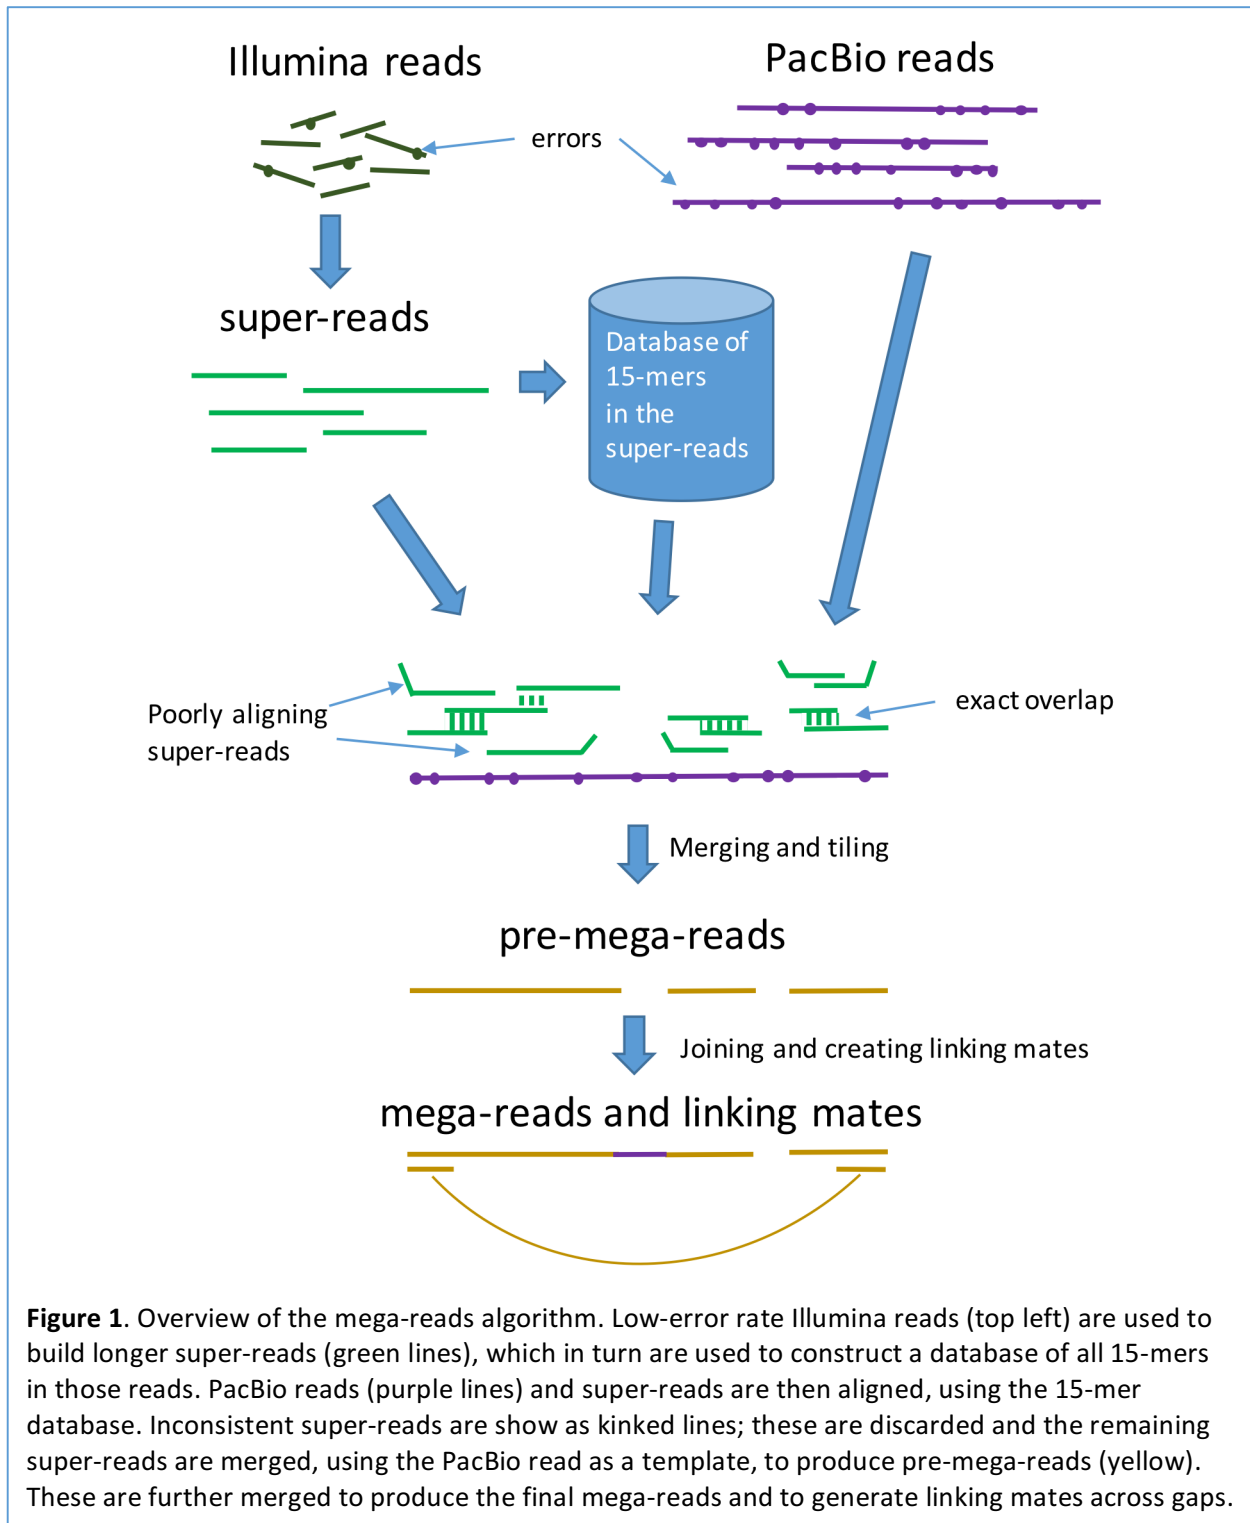 Illumina reads
PacBio reads
errors
super-reads
Database of
15-mers
in the
super-reads
Poorly aligning
super-reads
exact overlap
Merging and tiling
pre-mega-reads
Joining and creating linking mates
mega-reads and linking mates
Figure 1. Overview of the mega-reads algorithm. Low-error rate Illumina reads (top left) are used to
build longer super-reads (green lines), which in turn are used to construct a database of all 15-mers
in those reads. PacBio reads (purple lines) and super-reads are then aligned, using the 15-mer
database. Inconsistent super-reads are show as kinked lines; these are discarded and the remaining
super-reads are merged, using the PacBio read as a template, to produce pre-mega-reads (yellow).
These are further merged to produce the final mega-reads and to generate linking mates across gaps.